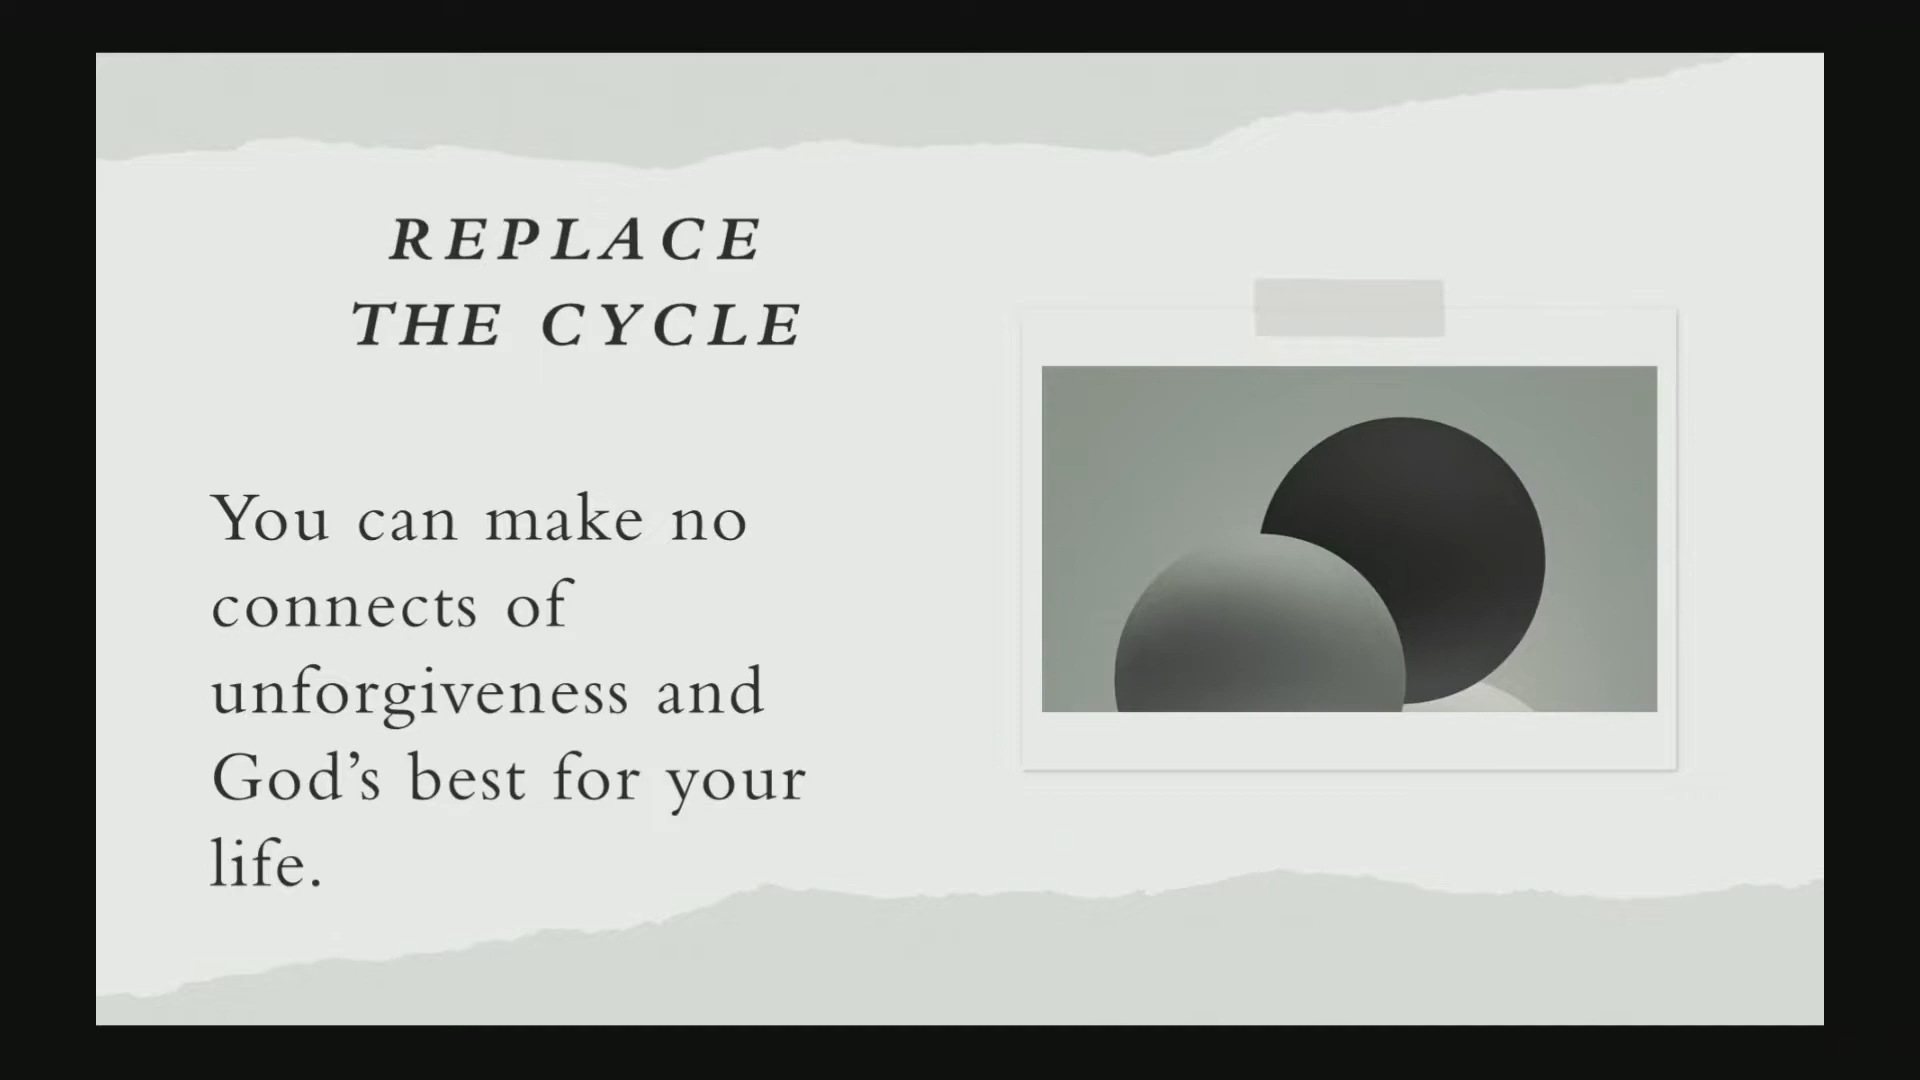 REPLACE
THE CYCLE
You can make no
connects of
unforgiveness and
God’s best for your
life.